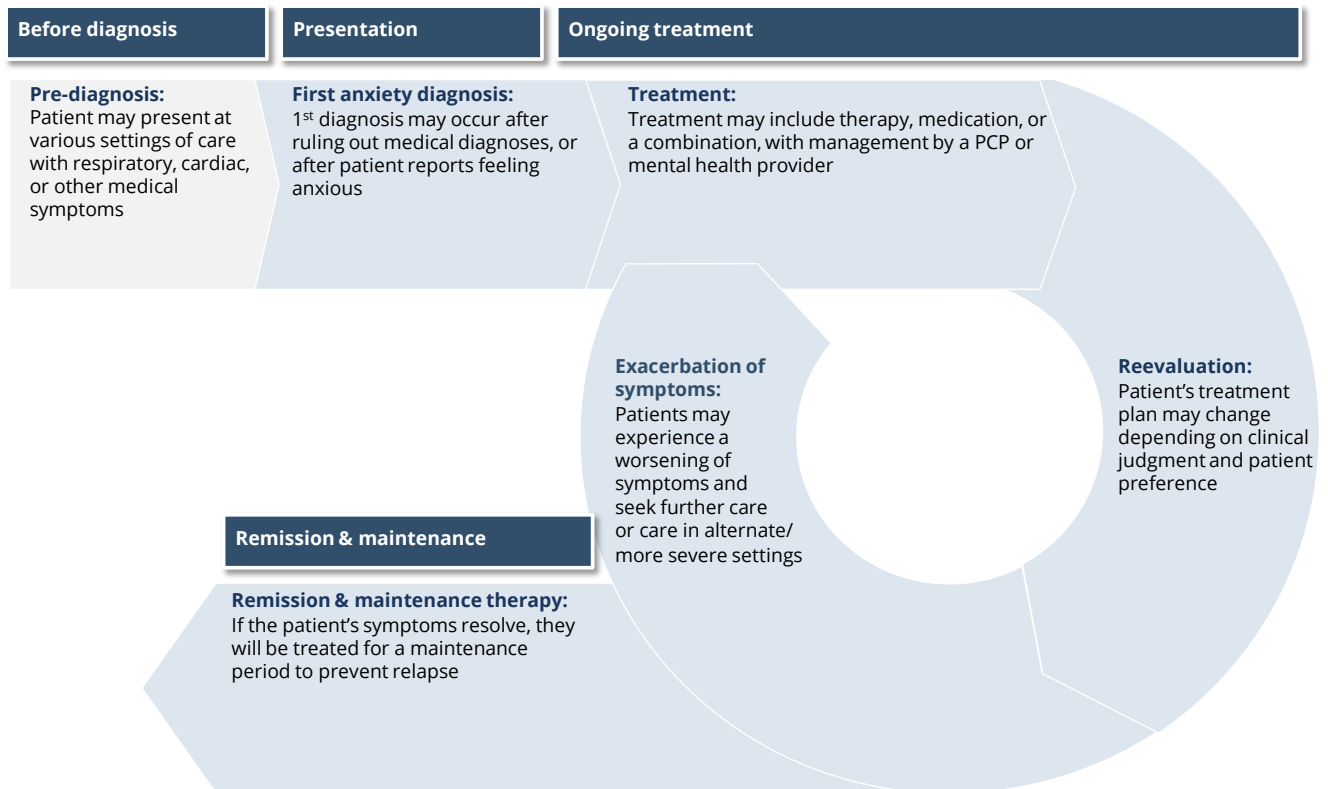 Before diagnosis
Presentation
Ongoing treatment
Pre-diagnosis:
Patient may present at
various settings of care
with respiratory, cardiac,
or other medical
symptoms
First anxiety diagnosis:
1st diagnosis may occur after
ruling out medical diagnoses, or
after patient reports feeling
anxious
Treatment:
Treatment may include therapy, medication, or
a combination, with management by a PCP or
mental health provider
Reevaluation:
Patient’s treatment
plan may change
depending on clinical
judgment and patient
preference
Exacerbation of
symptoms:
Patients may
experience a
worsening of
symptoms and
seek further care
or care in alternate/
more severe settings
Remission & maintenance
Remission & maintenance therapy:
If the patient’s symptoms resolve, they
will be treated for a maintenance
period to prevent relapse